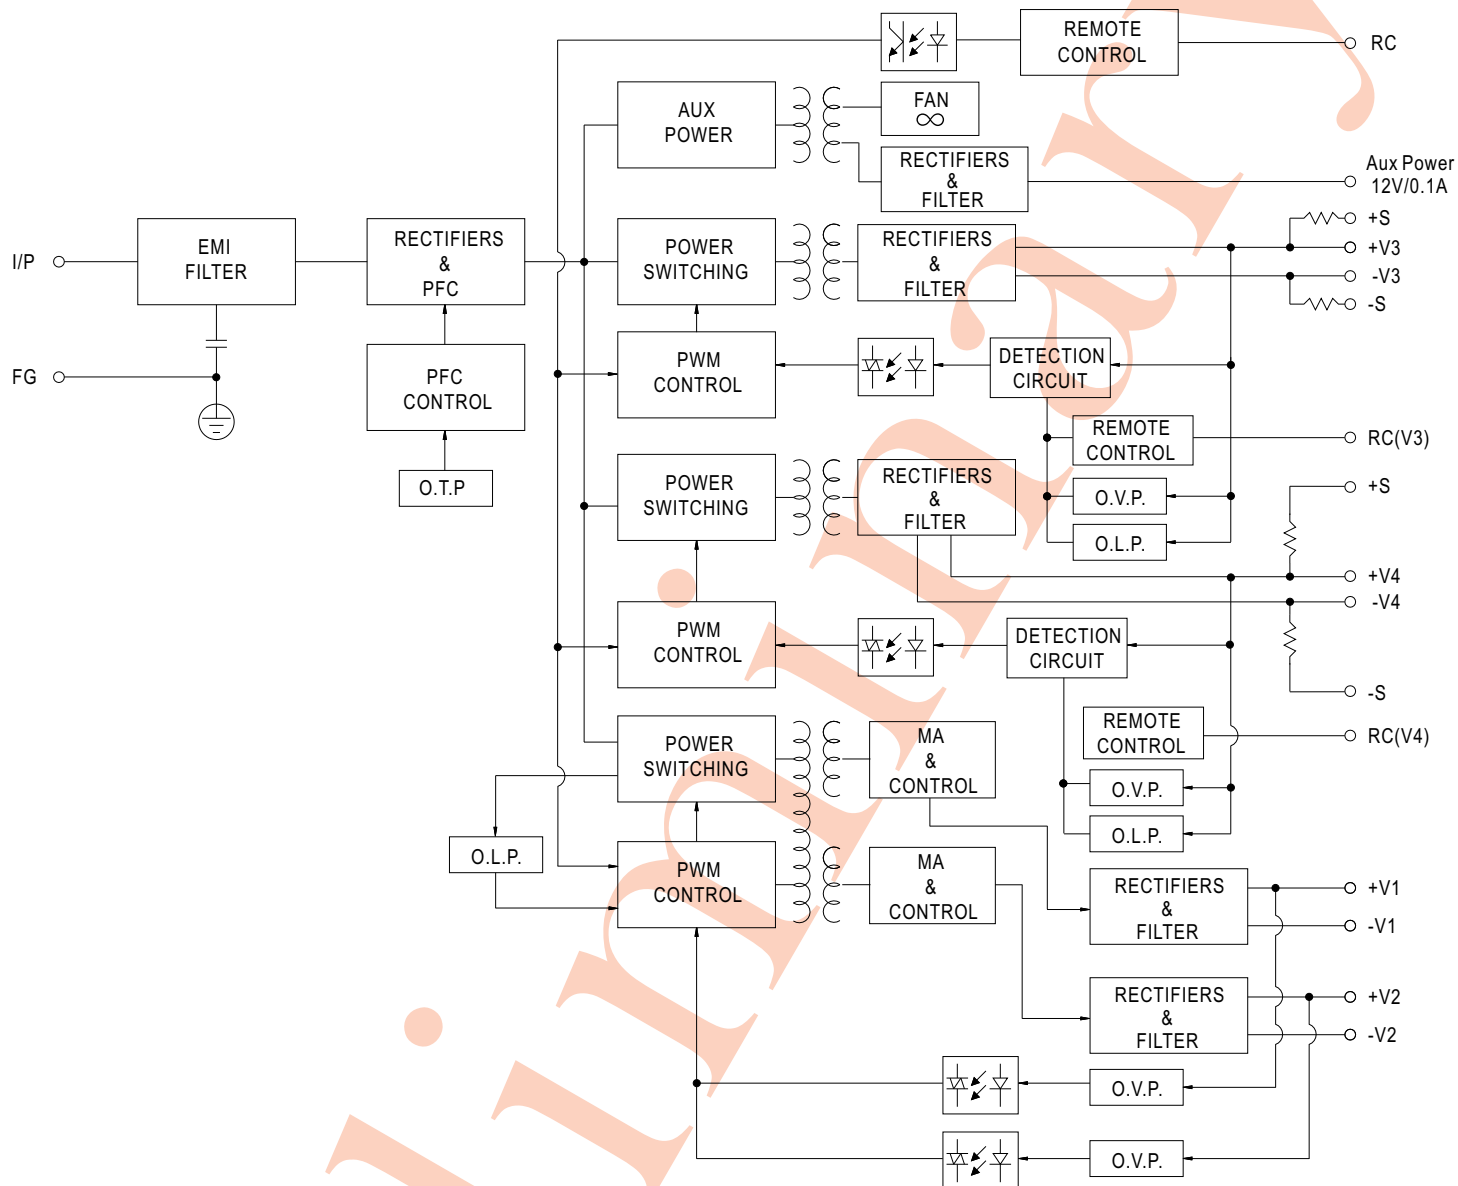 REMOTE
CONTROL
RC
AUX
POWER
FAN
RECTIFIERS
&
FILTER
Aux Power
12V/0.1A
I/P
EMI
FILTER
RECTIFIERS
&
PFC
POWER
SWITCHING
RECTIFIERS
&
FILTER
+S
+V3
-V3
-S
FG
PFC
CONTROL
O.T.P
PWM
CONTROL
DETECTION
CIRCUIT
REMOTE
CONTROL
RC(V3)
O.V.P.
O.L.P.
POWER
SWITCHING
RECTIFIERS
&
FILTER
+S
+V4
-V4
-S
PWM
CONTROL
DETECTION
CIRCUIT
REMOTE
CONTROL
RC(V4)
O.V.P.
O.L.P.
POWER
SWITCHING
MA
&
CONTROL
O.L.P.
PWM
CONTROL
MA
&
CONTROL
RECTIFIERS
&
FILTER
+V1
-V1
RECTIFIERS
&
FILTER
+V2
-V2
O.V.P.
O.V.P.
liminary